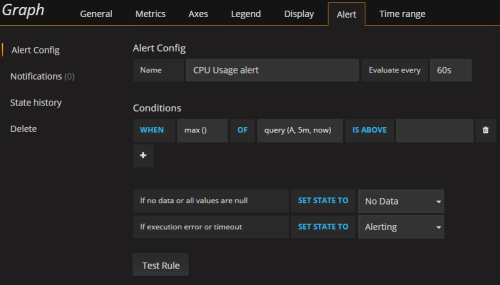 Graph General Metrics Axes Legend Display Alert Time range
Alert Config
Notifications (0)
State history
Delete
Alert Config
Name CPU Usage alert Evaluate every 60s
Conditions
WHEN max () OF query (A, 5m, now) IS ABOVE
+
If no data or all values are null SET STATE TO No Data
If execution error or timeout SET STATE TO Alerting
Test Rule